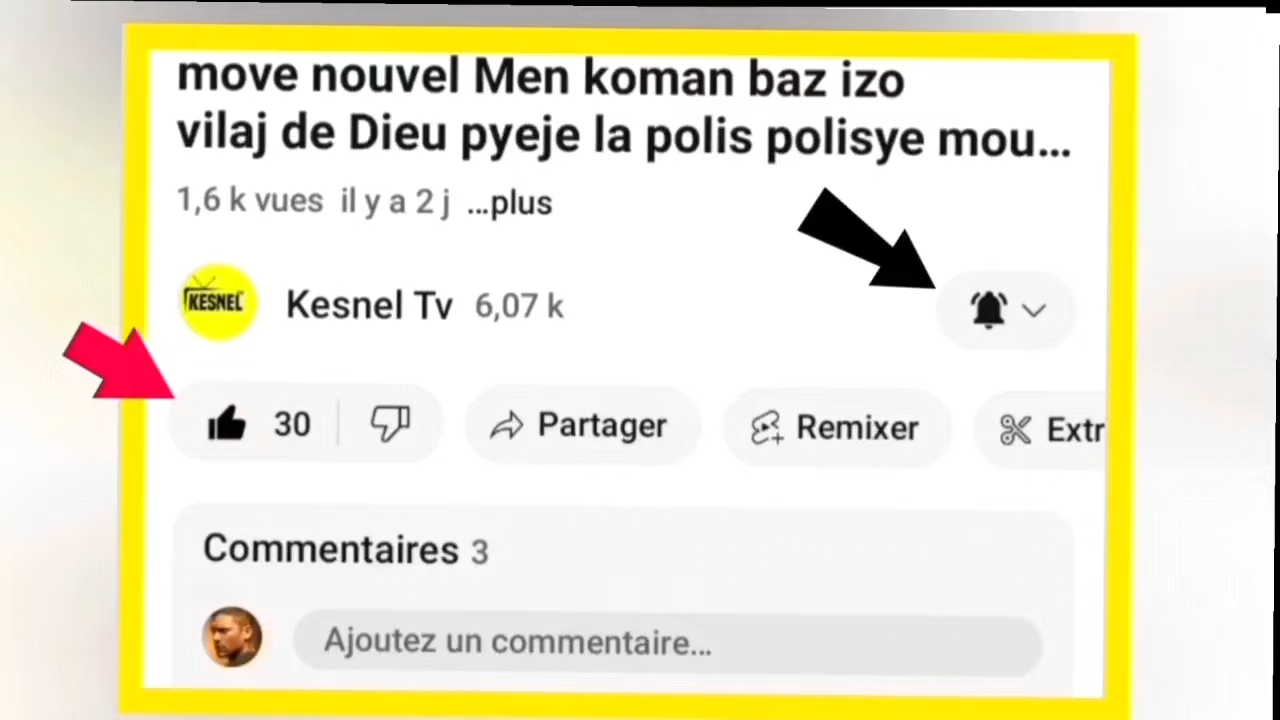 move nouvel Men koman baz izo
vilaj de Dieu pyeje la polis polisye mou...
1,6 k vues il y a 2 j ...plus
KESNEL
Kesnel Tv 6,07 k
30
Partager
Remixer
Extr
Commentaires 3
Ajoutez un commentaire...